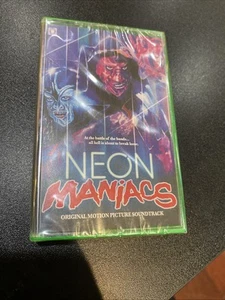 In the battle of the bands...
all hell is about to break loose.
NEON
MANIACS
ORIGINAL MOTION PICTURE SOUNDTRACK